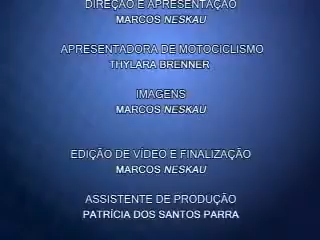 DIREÇÃO E APRESENTAÇÃO
MARCOS NESKAU
APRESENTADORA DE MOTOCICLISMO
THYLARA BRENNER
IMAGENS
MARCOS NESKAU
EDIÇÃO DE VÍDEO E FINALIZAÇÃO
MARCOS NESKAU
ASSISTENTE DE PRODUÇÃO
PATRÍCIA DOS SANTOS PARRA